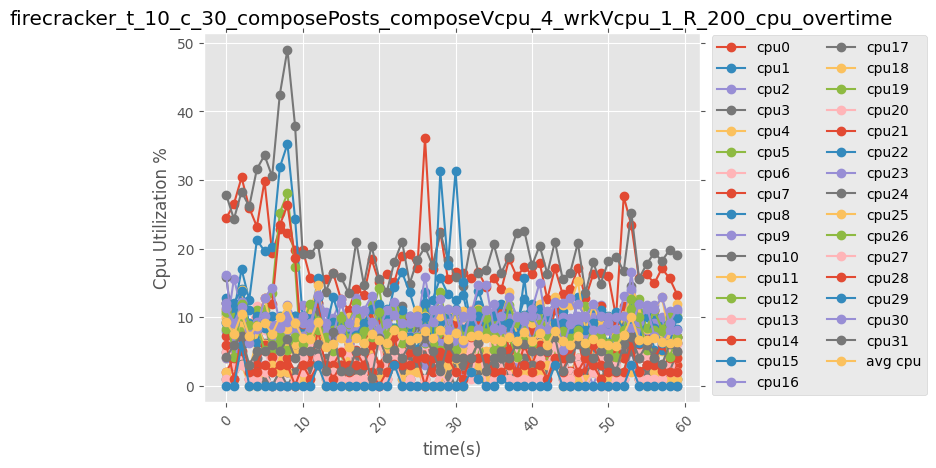 firecracker_t_10_c_30_composePosts_composeVcpu_4_wrkVcpu_1_R_200_cpu_overtime
50
40
30
20
10
0
Cpu Utilization %
0
10
20
30
40
50
60
time(s)
cpu0
cpu1
cpu2
cpu3
cpu4
cpu5
cpu6
cpu7
cpu8
cpu9
cpu10
cpu11
cpu12
cpu13
cpu14
cpu15
cpu16
cpu17
cpu18
cpu19
cpu20
cpu21
cpu22
cpu23
cpu24
cpu25
cpu26
cpu27
cpu28
cpu29
cpu30
cpu31
avg cpu